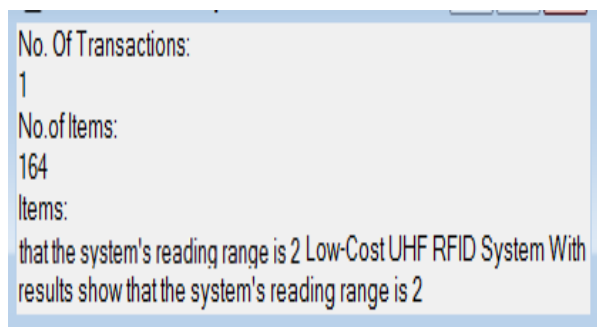 No. Of Transactions:
1
No.of Items:
164
Items:
that the system's reading range is 2 Low-Cost UHF RFID System With
results show that the system's reading range is 2